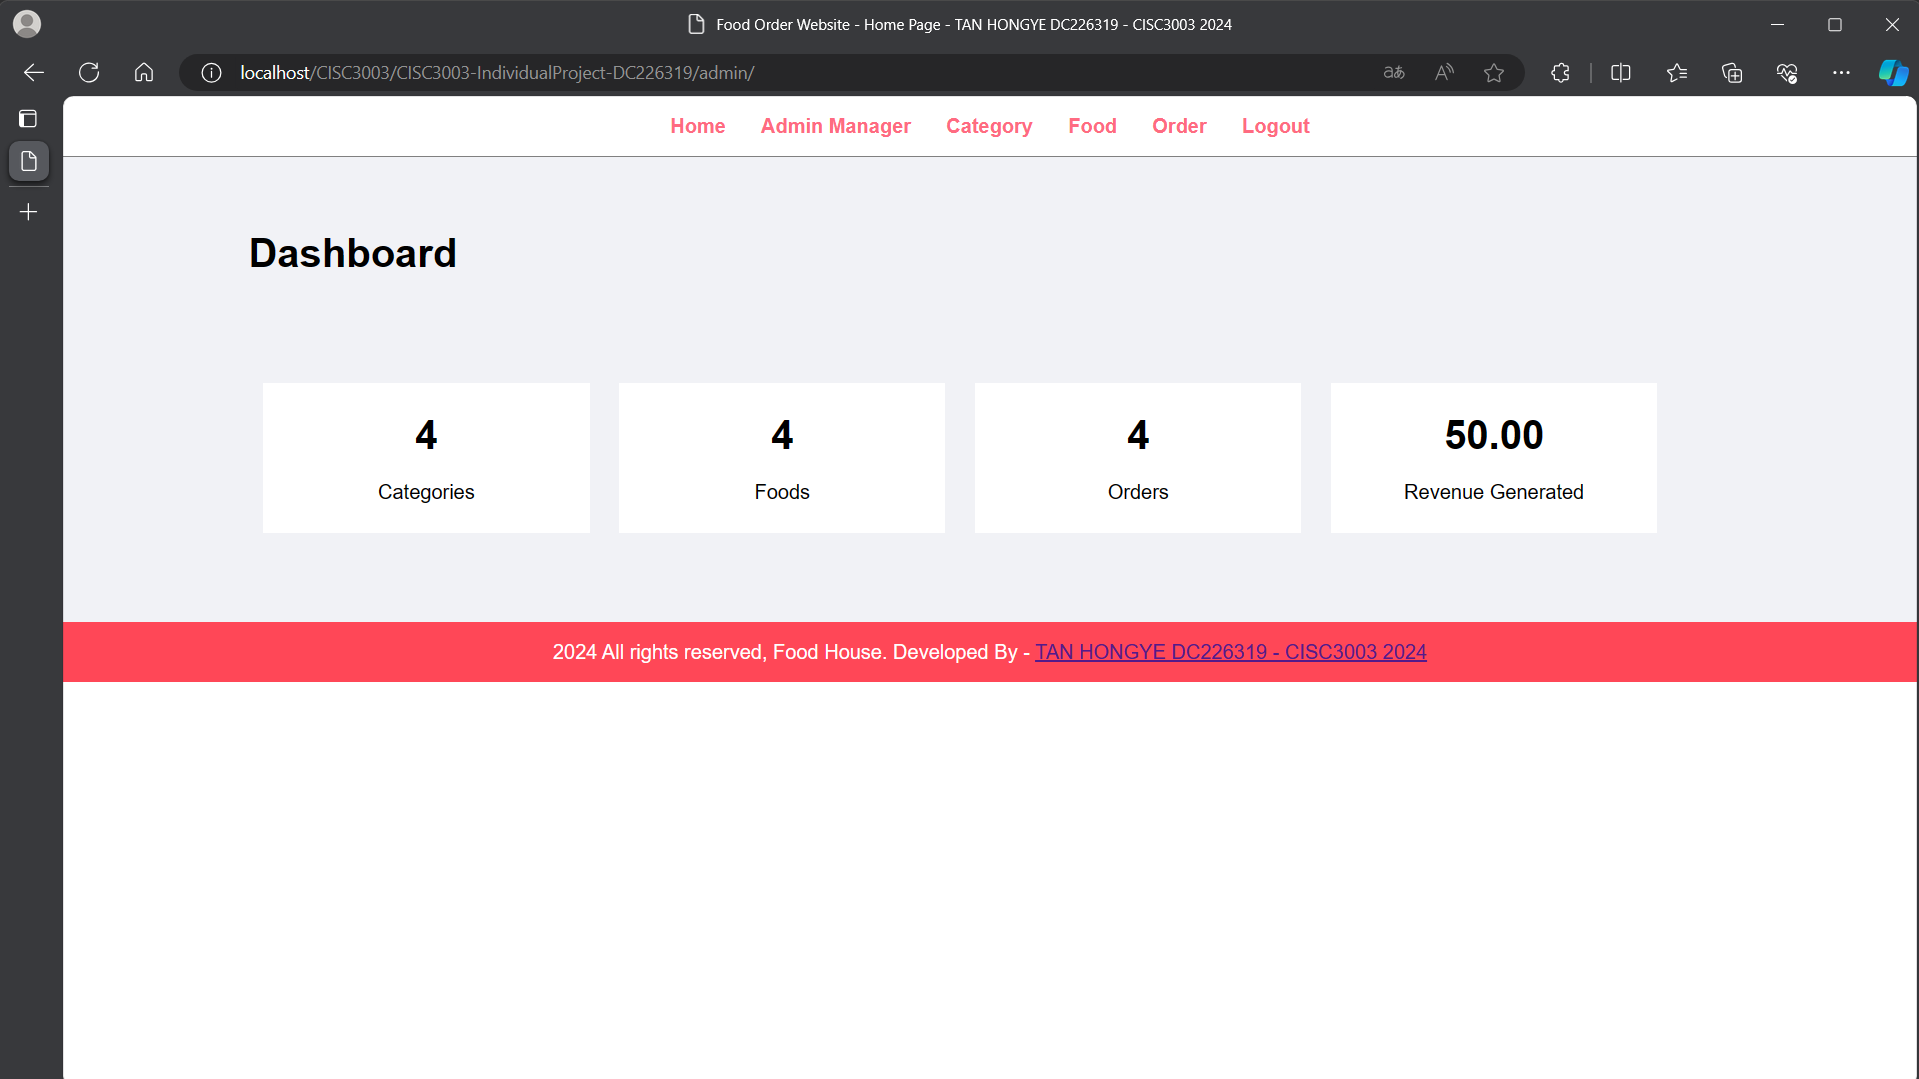 Food Order Website - Home Page - TAN HONGYE DC226319 - CISC3003 2024
localhost/CISC3003/CISC3003-IndividualProject-DC226319/admin/
Home Admin Manager Category Food Order Logout
Dashboard
4 4 4 50.00
Categories Foods Orders Revenue Generated
2024 All rights reserved, Food House. Developed By - TAN HONGYE DC226319 - CISC3003 2024